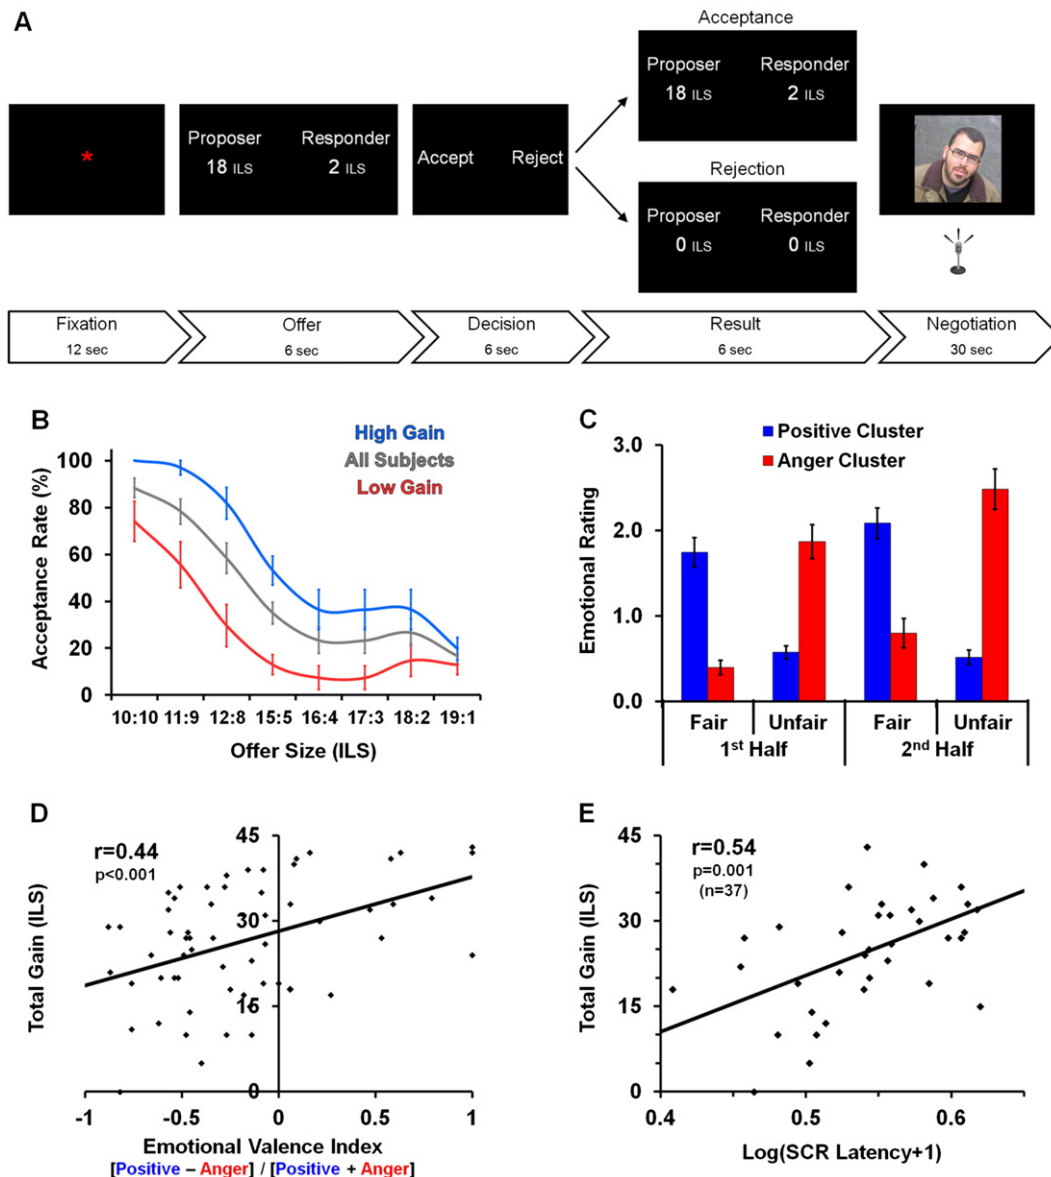 A
Acceptance
Proposer Responder
18 ILS 2 ILS
*
Proposer Responder
18 ILS 2 ILS
Accept Reject
Rejection
Proposer Responder
0 ILS 0 ILS
Fixation
12 sec
Offer
6 sec
Decision
6 sec
Result
6 sec
Negotiation
30 sec
B
High Gain
All Subjects
Low Gain
Acceptance Rate (%)
100
80
60
40
20
0
10:10 11:9 12:8 15:5 16:4 17:3 18:2 19:1
Offer Size (ILS)
C
Positive Cluster
Anger Cluster
Emotional Rating
3.0
2.0
1.0
0.0
Fair Unfair Fair Unfair
1st Half 2nd Half
D
r=0.44
p<0.001
Total Gain (ILS)
45
30
16
0
-1 -0.5 0 0.5 1
Emotional Valence Index
[Positive – Anger] / [Positive + Anger]
E
r=0.54
p=0.001
(n=37)
Total Gain (ILS)
45
30
15
0
0.4 0.5 0.6
Log(SCR Latency+1)